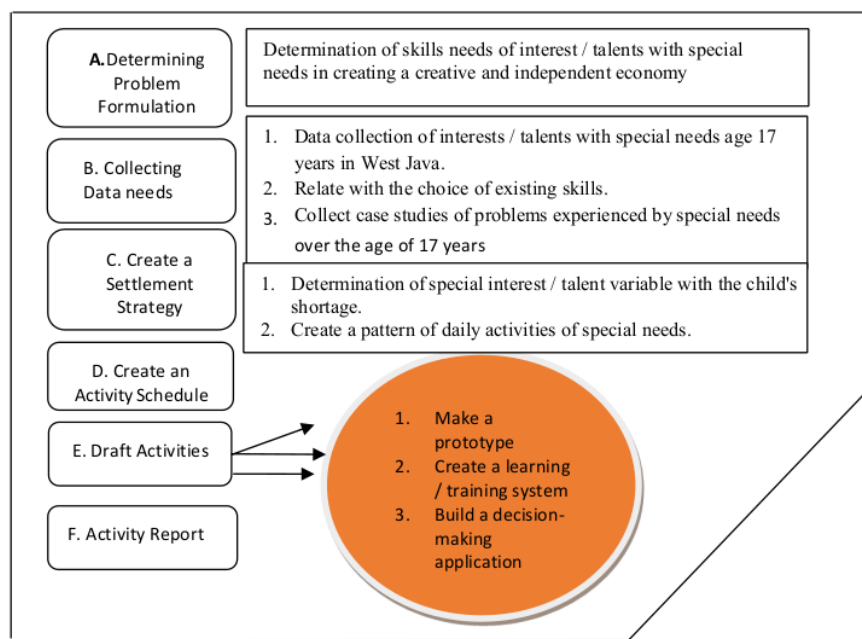 A.Determining
Problem
Formulation
Determination of skills needs of interest / talents with special
needs in creating a creative and independent economy
B. Collecting
Data needs
1. Data collection of interests / talents with special needs age 17
years in West Java.
2. Relate with the choice of existing skills.
3. Collect case studies of problems experienced by special needs
over the age of 17 years
C. Create a
Settlement
Strategy
1. Determination of special interest / talent variable with the child's
shortage.
2. Create a pattern of daily activities of special needs.
D. Create an
Activity Schedule
E. Draft Activities
1. Make a
prototype
2. Create a learning
/ training system
3. Build a decision-
making
application
F. Activity Report